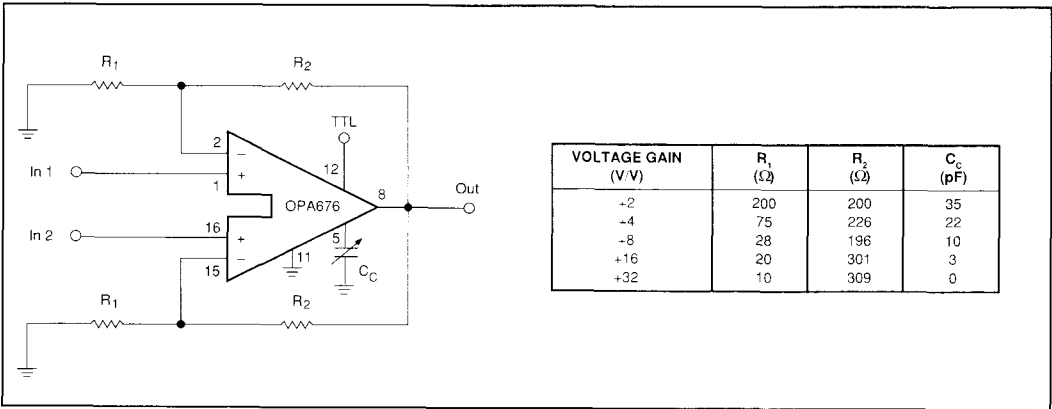 R1
R2
TTL
2
−
12
In 1
+
1
8
Out
OPA676
16
In 2
+
5
−
11
15
CC
R1
R2
VOLTAGE GAIN (V/V) R1 (Ω) R2 (Ω) CC (pF)
+2 200 200 35
+4 75 226 22
+8 28 196 10
+16 20 301 3
+32 10 309 0